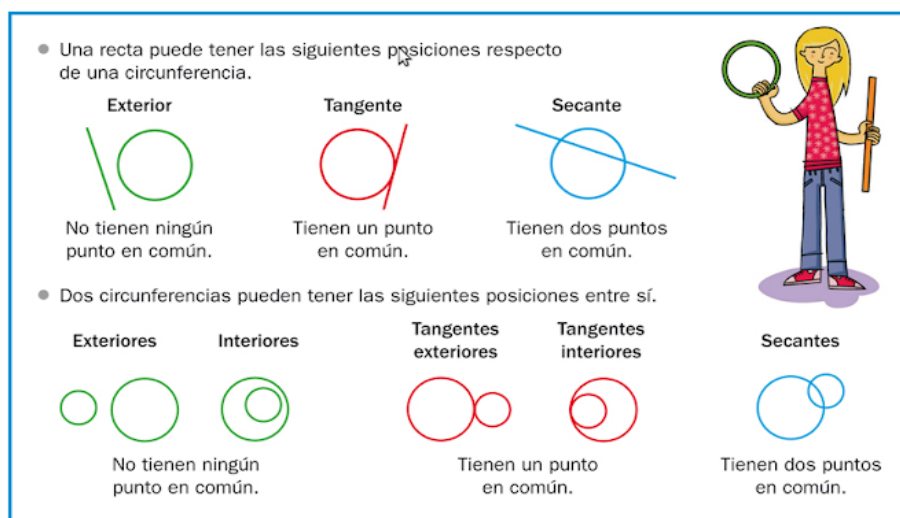 Una recta puede tener las siguientes posiciones respecto
de una circunferencia.
Exterior
Tangente
Secante
No tienen ningún
punto en común.
Tienen un punto
en común.
Tienen dos puntos
en común.
Dos circunferencias pueden tener las siguientes posiciones entre sí.
Exteriores
Interiores
Tangentes
exteriores
Tangentes
interiores
Secantes
No tienen ningún
punto en común.
Tienen un punto
en común.
Tienen dos puntos
en común.